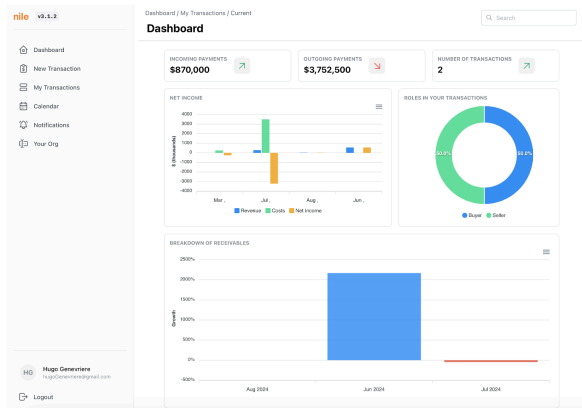 nile v3.1.2
Dashboard / My Transactions / Current
Dashboard
Search
Dashboard
New Transaction
My Transactions
Calendar
Notifications
Your Org
INCOMING PAYMENTS
$870,000
OUTGOING PAYMENTS
$3,752,500
NUMBER OF TRANSACTIONS
2
NET INCOME
$ (thousands)
4000
3000
2000
1000
0
-1000
-2000
-3000
-4000
Mar ,
Jul ,
Aug ,
Jun ,
Revenue Costs Net Income
ROLES IN YOUR TRANSACTIONS
50.0%
50.0%
Buyer Seller
BREAKDOWN OF RECEIVABLES
Growth
2500%
2000%
1500%
1000%
500%
0%
-500%
Aug 2024
Jun 2024
Jul 2024
HG
Hugo Genevriere
hugoGenevriere@gmail.com
Logout